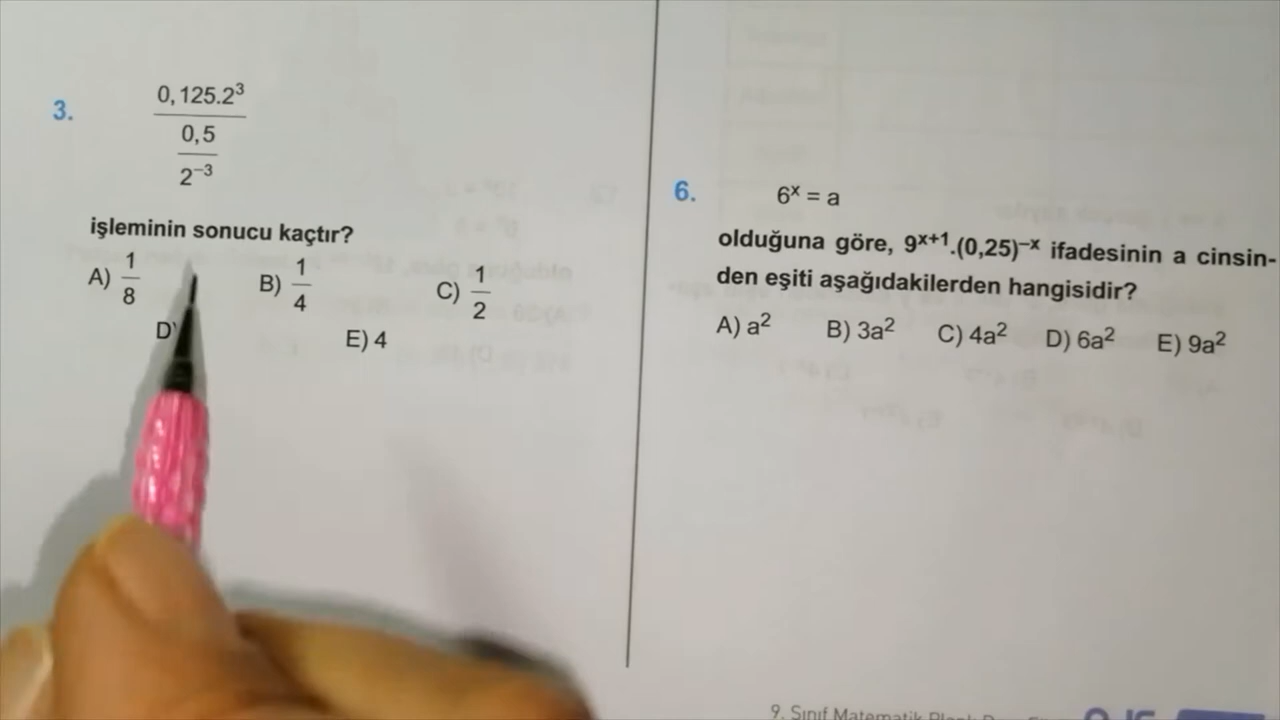 3.
0,125.2³
0,5
2⁻³
işleminin sonucu kaçtır?
A) 1/8 B) 1/4 C) 1/2
D) E) 4
6.
6ˣ = a
olduğuna göre, 9ˣ⁺¹.(0,25)⁻ˣ ifadesinin a cinsin-
den eşiti aşağıdakilerden hangisidir?
A) a² B) 3a² C) 4a² D) 6a² E) 9a²
9. Sınıf Matematik